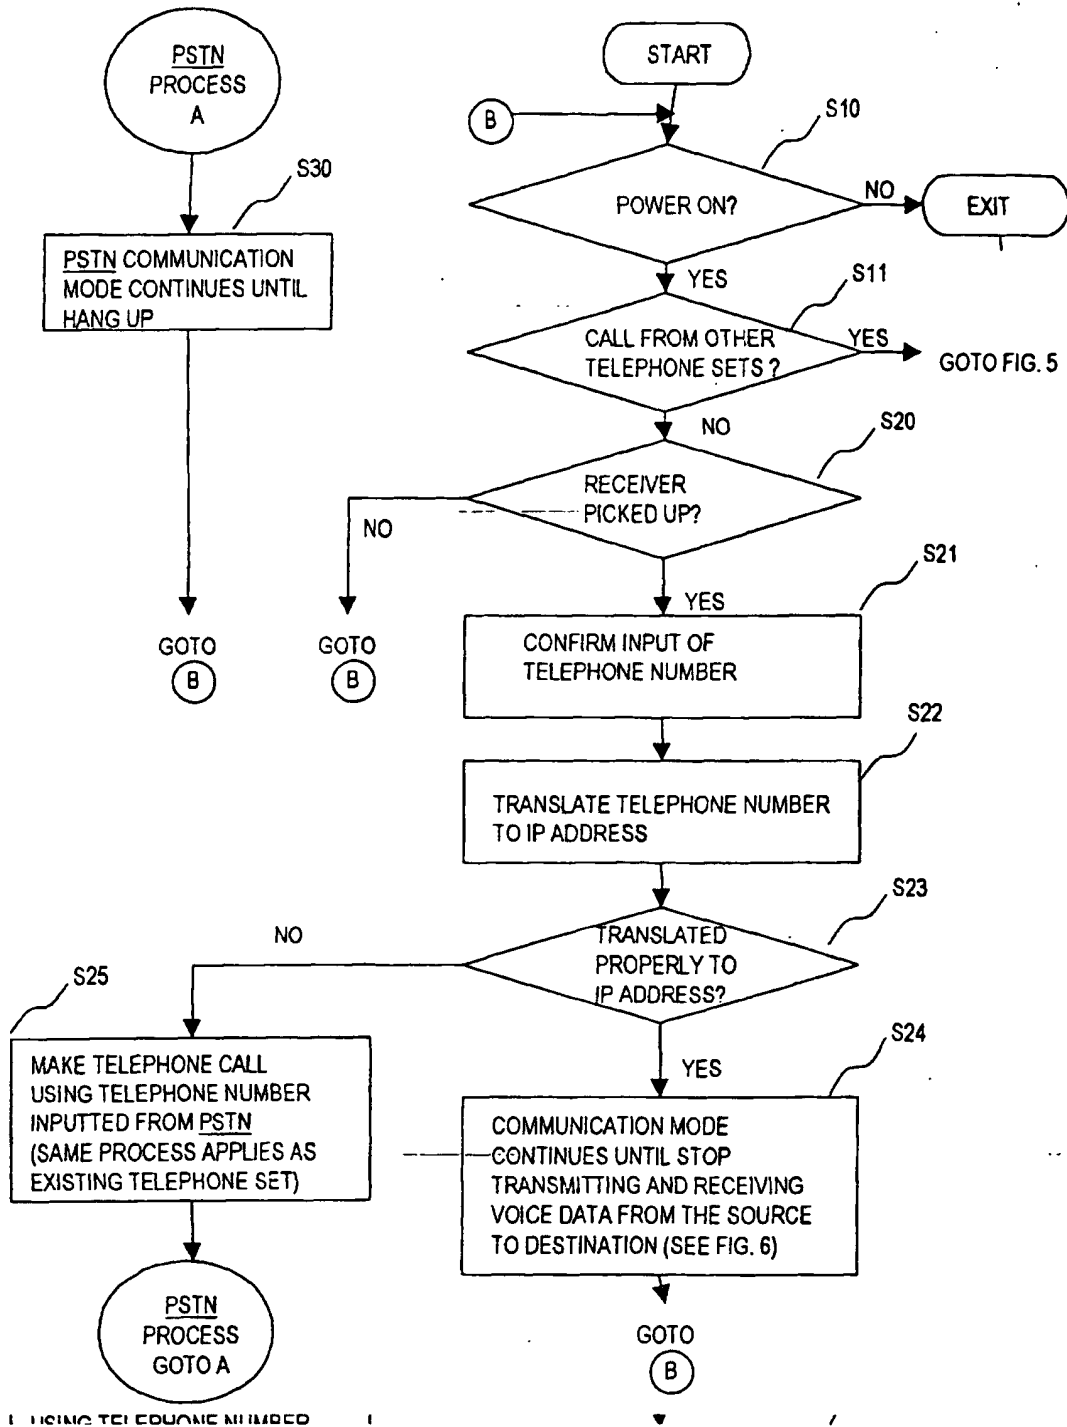 PSTN
PROCESS
A
S30
PSTN COMMUNICATION
MODE CONTINUES UNTIL
HANG UP
GOTO
B
START
B
S10
POWER ON?
NO
EXIT
YES
S11
CALL FROM OTHER
TELEPHONE SETS ?
YES
GOTO FIG. 5
NO
S20
RECEIVER
PICKED UP?
NO
GOTO
B
YES
S21
CONFIRM INPUT OF
TELEPHONE NUMBER
S22
TRANSLATE TELEPHONE NUMBER
TO IP ADDRESS
S23
TRANSLATED
PROPERLY TO
IP ADDRESS?
NO
S25
MAKE TELEPHONE CALL
USING TELEPHONE NUMBER
INPUTTED FROM PSTN
(SAME PROCESS APPLIES AS
EXISTING TELEPHONE SET)
PSTN
PROCESS
GOTO A
YES
S24
COMMUNICATION MODE
CONTINUES UNTIL STOP
TRANSMITTING AND RECEIVING
VOICE DATA FROM THE SOURCE
TO DESTINATION (SEE FIG. 6)
GOTO
B
USING TELEPHONE NUMBER